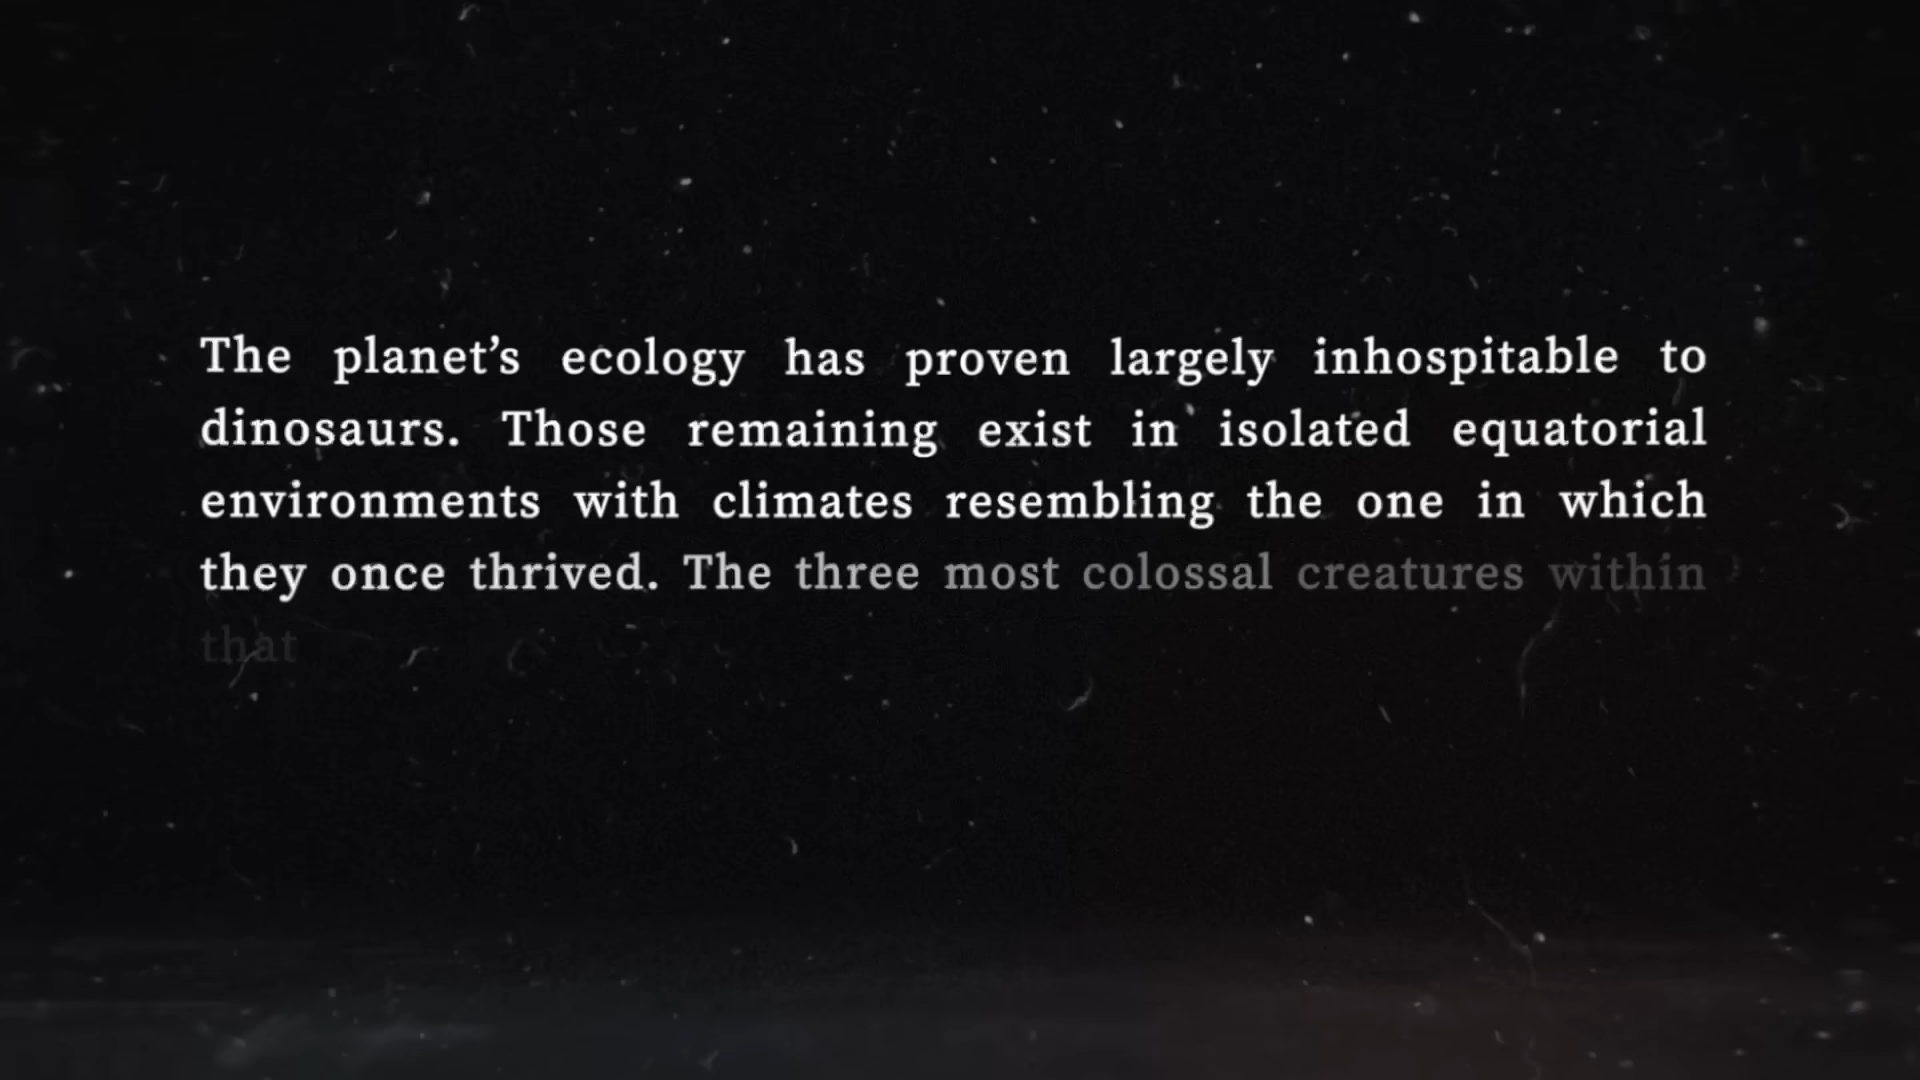 The planet’s ecology has proven largely inhospitable to
dinosaurs. Those remaining exist in isolated equatorial
environments with climates resembling the one in which
they once thrived. The three most colossal creatures within
that